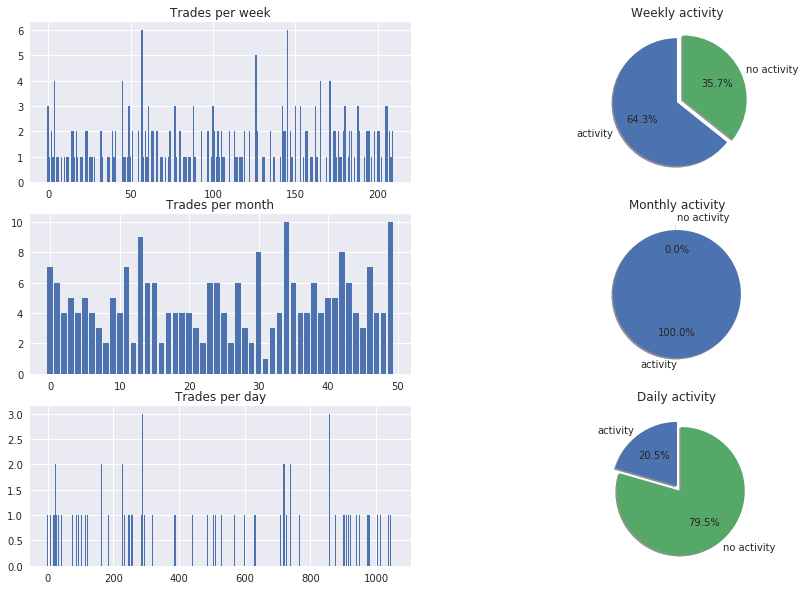 Trades per week
6
5
4
3
2
1
0
0 50 100 150 200
Weekly activity
no activity
35.7%
64.3%
activity
Trades per month
10
8
6
4
2
0
0 10 20 30 40 50
Monthly activity
no activity
0.0%
100.0%
activity
Trades per day
3.0
2.5
2.0
1.5
1.0
0.5
0.0
0 200 400 600 800 1000
Daily activity
activity
20.5%
79.5%
no activity